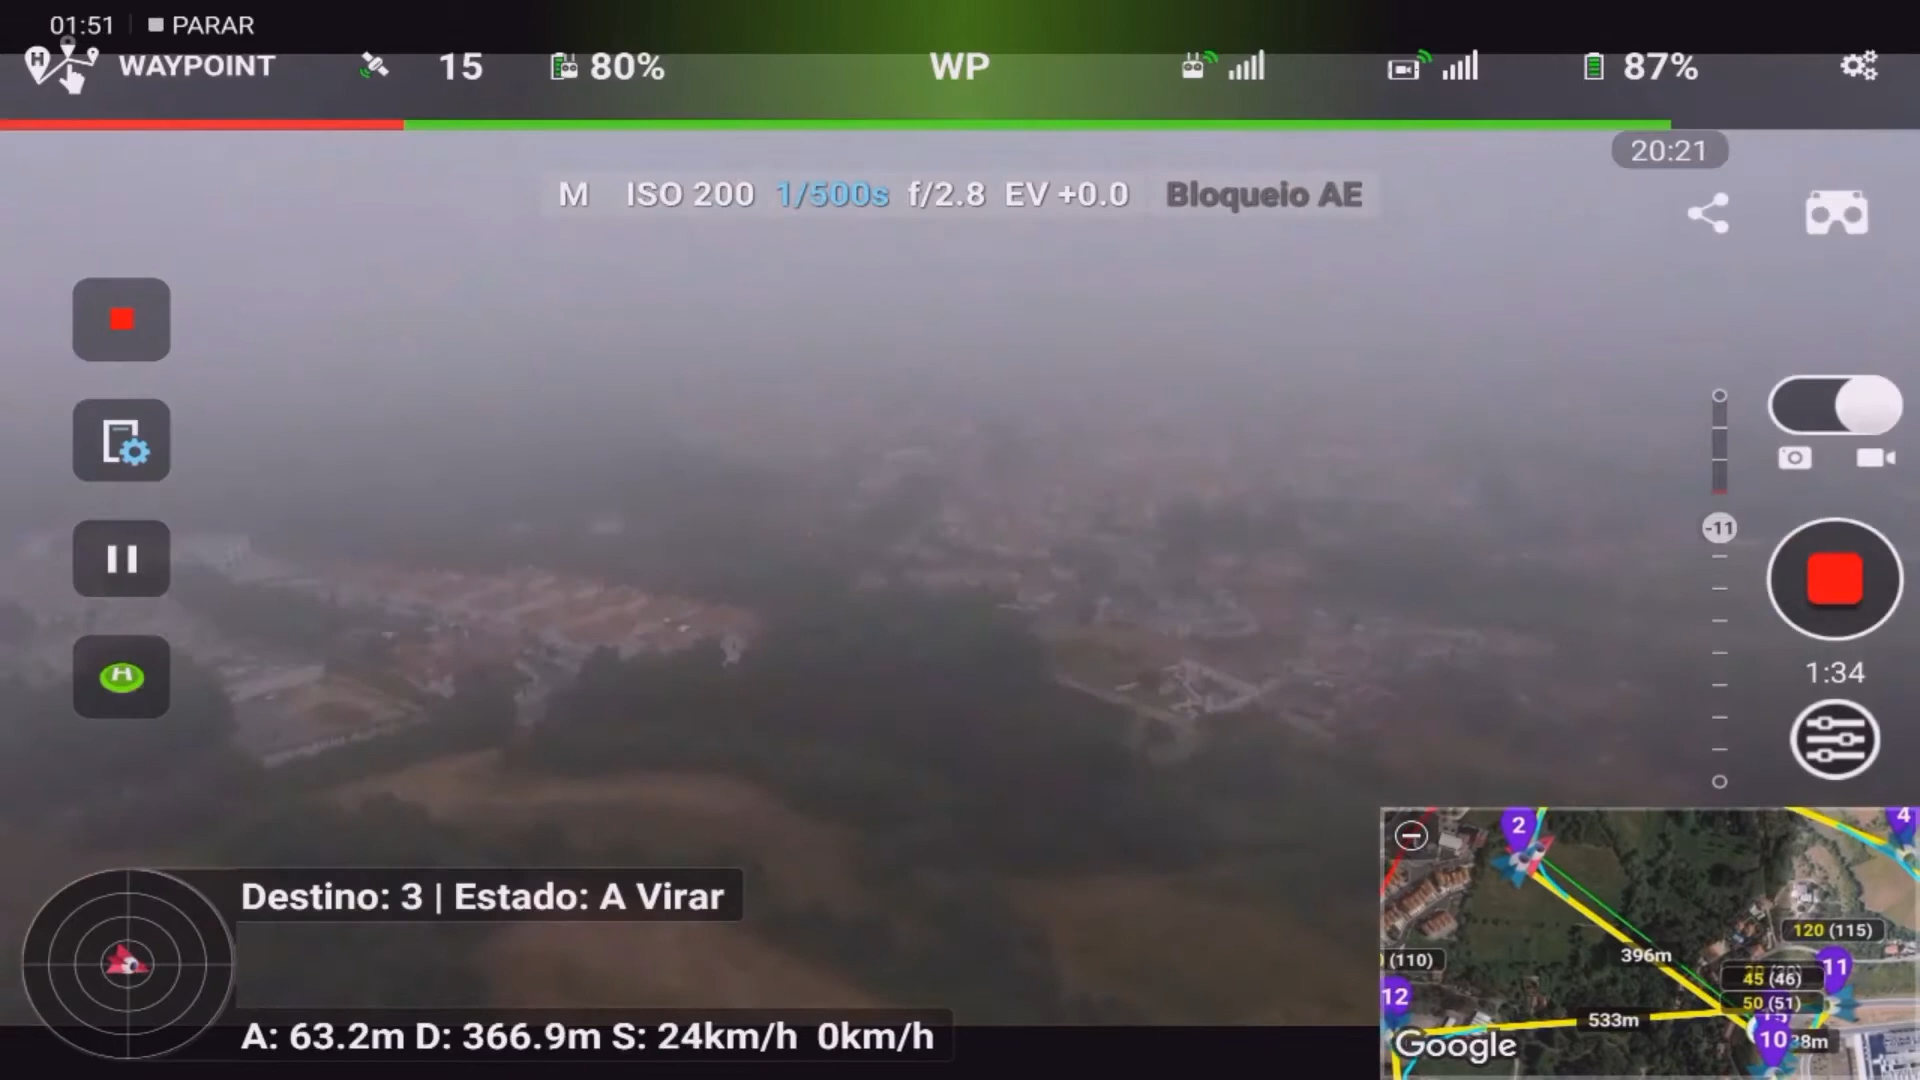 01:51 PARAR
WAYPOINT 15 80% WP 87%
20:21
M ISO 200 1/500s f/2.8 EV +0.0 Bloqueio AE
-11
1:34
Destino: 3 | Estado: A Virar
A: 63.2m D: 366.9m S: 24km/h 0km/h
2
4
120 (115)
396m
(110)
11
45 (46)
12
50 (51)
533m
10
38m
Google
H
H